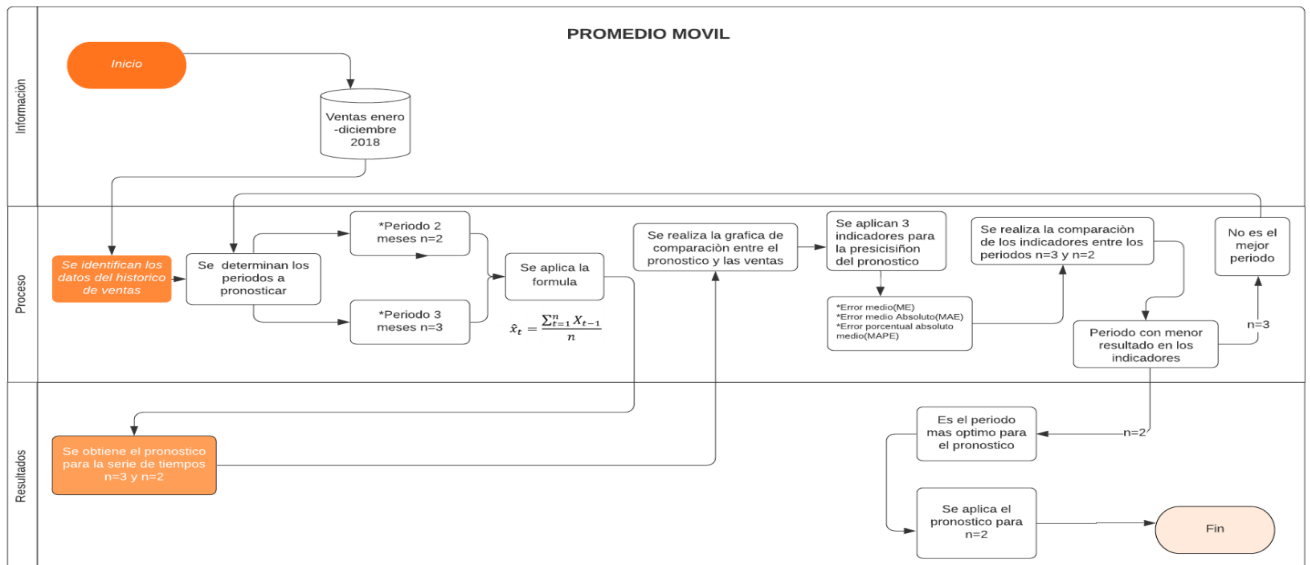 PROMEDIO MOVIL
Informaciòn
Inicio
Ventas enero
-diciembre
2018
Proceso
Se identifican los
datos del historico
de ventas
Se determinan los
periodos a
pronosticar
*Periodo 2
meses n=2
*Periodo 3
meses n=3
Se aplica la
formula
x̂_t = ∑_{t=1}^{n} X_{t-1} / n
Se realiza la grafica de
comparaciòn entre el
pronostico y las ventas
Se aplican 3
indicadores para
la presicisiñon
del pronostico
*Error medio(ME)
*Error medio Absoluto(MAE)
*Error porcentual absoluto
medio(MAPE)
Se realiza la comparaciòn
de los indicadores entre los
periodos n=3 y n=2
Periodo con menor
resultado en los
indicadores
n=3
No es el
mejor
periodo
Resultados
Se obtiene el pronostico
para la serie de tiempos
n=3 y n=2
n=2
Es el periodo
mas optimo para
el pronostico
Se aplica el
pronostico para
n=2
Fin